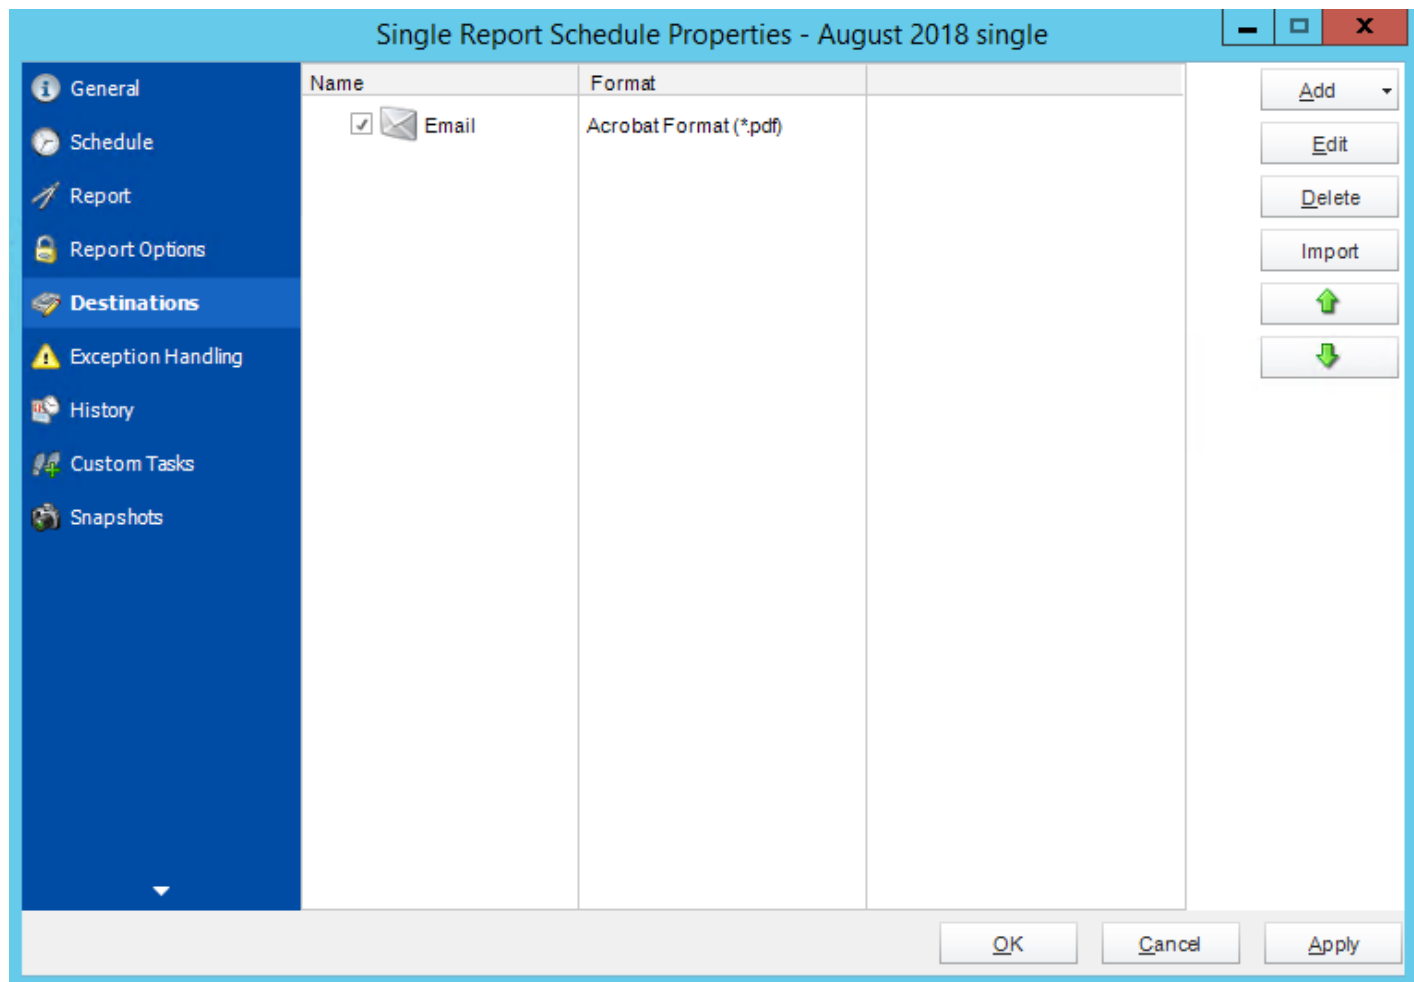 Single Report Schedule Properties - August 2018 single
General
Schedule
Report
Report Options
Destinations
Exception Handling
History
Custom Tasks
Snapshots
Name Format
Email Acrobat Format (*.pdf)
Add
Edit
Delete
Import
OK Cancel Apply